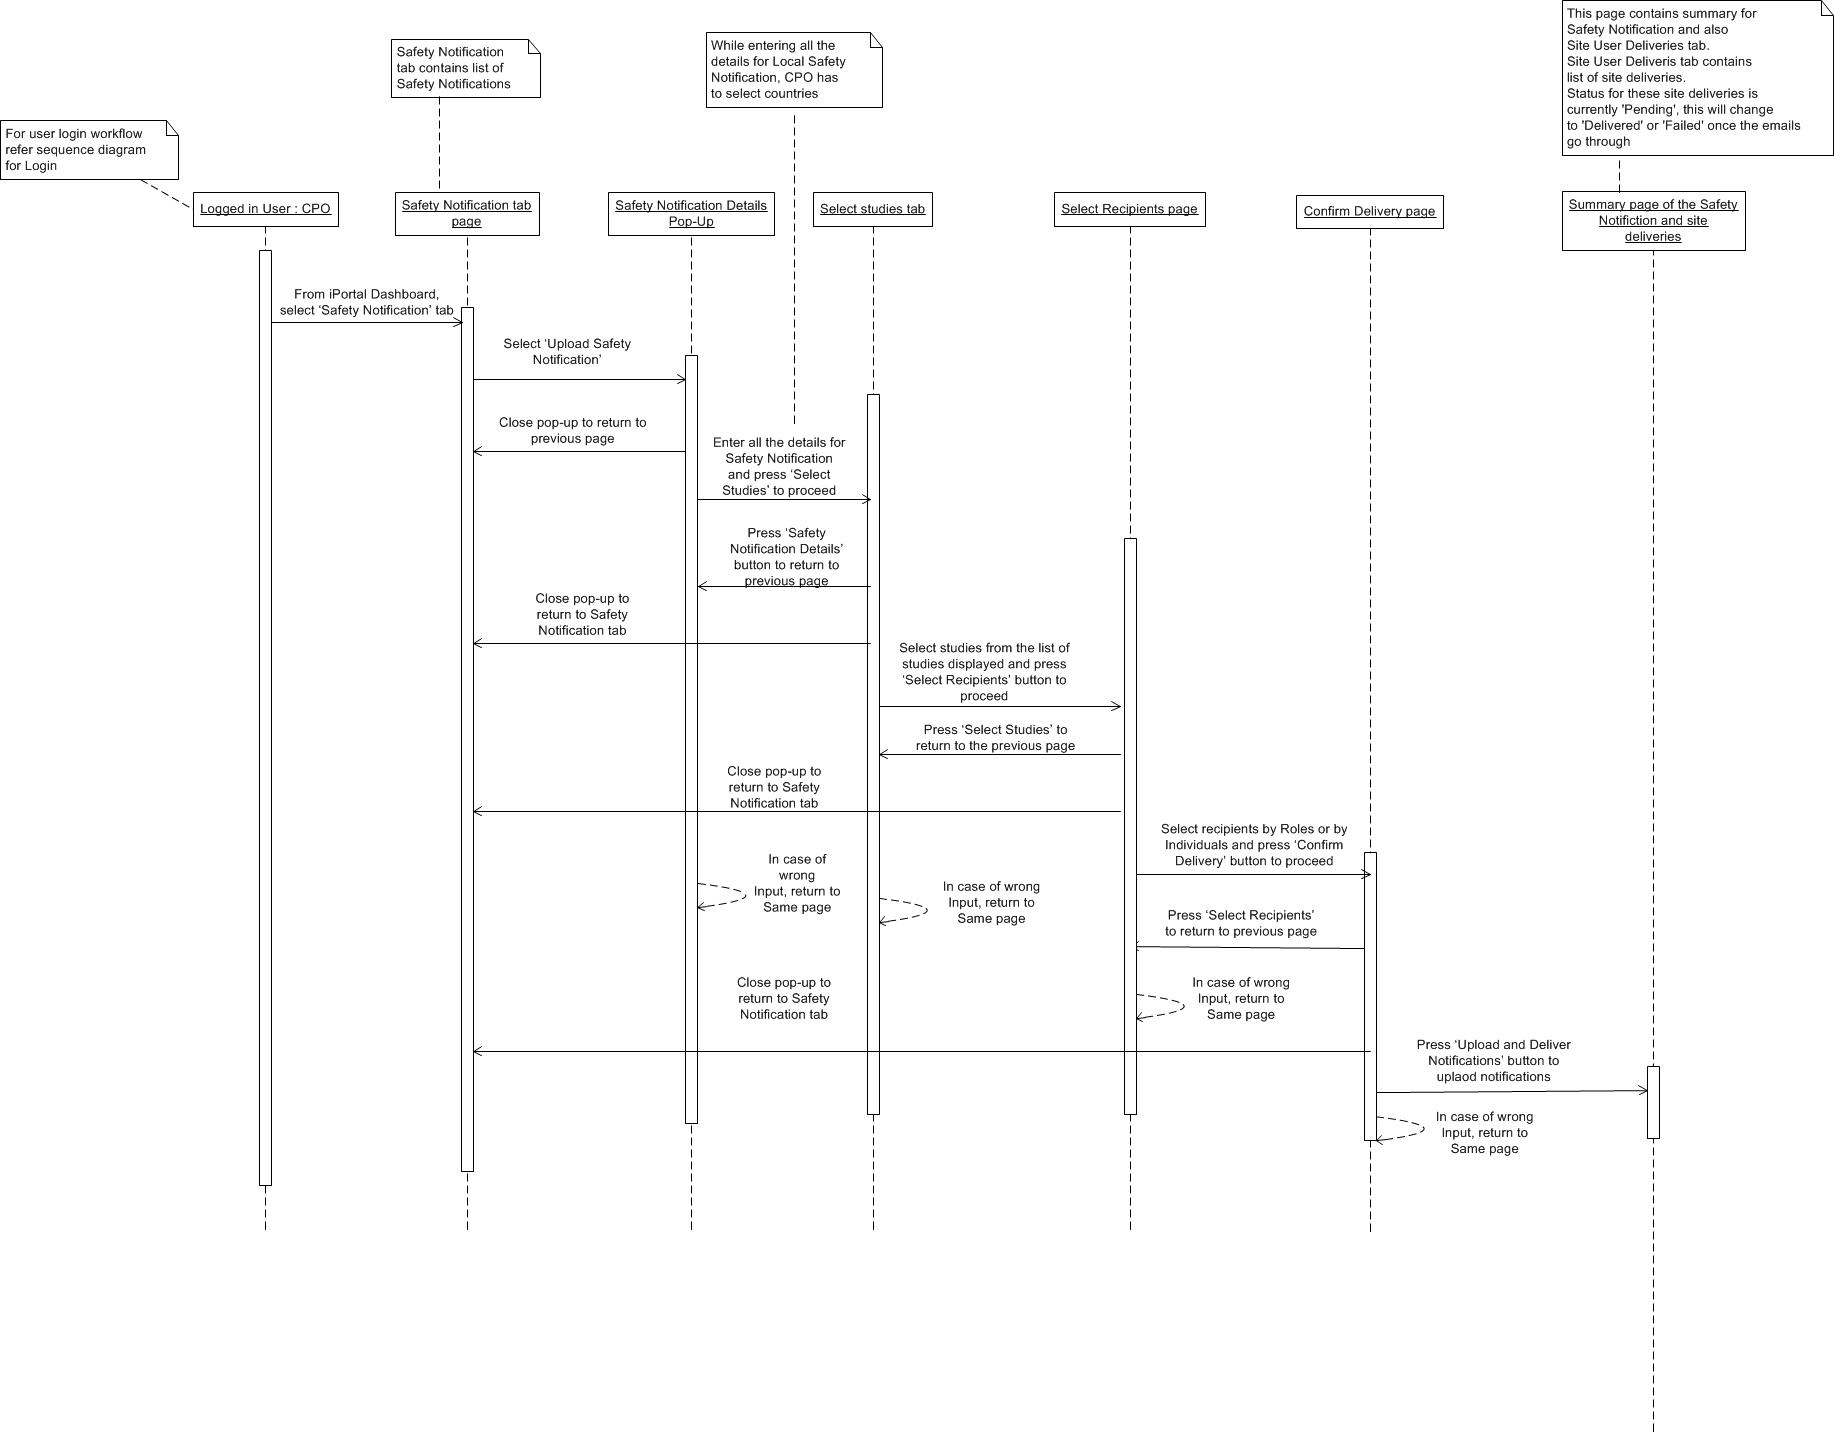 This page contains summary for
Safety Notification and also
Site User Deliveries tab.
Site User Deliveris tab contains
list of site deliveries.
Status for these site deliveries is
currently 'Pending', this will change
to 'Delivered' or 'Failed' once the emails
go through
While entering all the
details for Local Safety
Notification, CPO has
to select countries
Safety Notification
tab contains list of
Safety Notifications
For user login workflow
refer sequence diagram
for Login
Logged in User : CPO
Safety Notification tab
page
Safety Notification Details
Pop-Up
Select studies tab
Select Recipients page
Confirm Delivery page
Summary page of the Safety
Notifiction and site
deliveries
From iPortal Dashboard,
select ‘Safety Notification’ tab
Select ‘Upload Safety
Notification’
Close pop-up to return to
previous page
Enter all the details for
Safety Notification
and press ‘Select
Studies’ to proceed
Press ‘Safety
Notification Details’
button to return to
previous page
Close pop-up to
return to Safety
Notification tab
Select studies from the list of
studies displayed and press
‘Select Recipients’ button to
proceed
Press ‘Select Studies’ to
return to the previous page
Close pop-up to
return to Safety
Notification tab
Select recipients by Roles or by
Individuals and press ‘Confirm
Delivery’ button to proceed
In case of
wrong
Input, return to
Same page
In case of wrong
Input, return to
Same page
Press ‘Select Recipients’
to return to previous page
Close pop-up to
return to Safety
Notification tab
In case of wrong
Input, return to
Same page
Press ‘Upload and Deliver
Notifications’ button to
uplaod notifications
In case of wrong
Input, return to
Same page